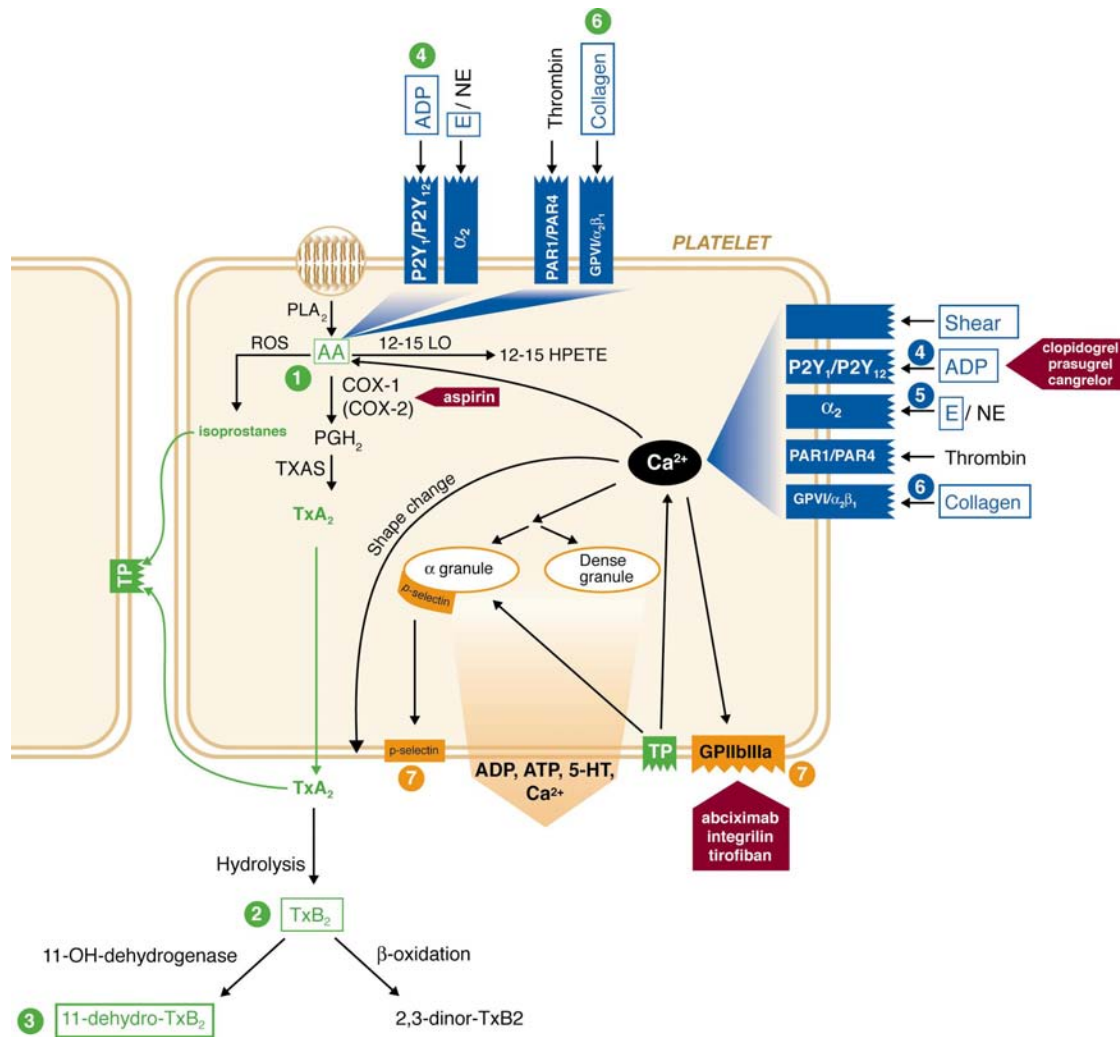 6
4
ADP
E / NE
Thrombin
Collagen
P2Y₁/P2Y₁₂
α₂
PAR1/PAR4
GPVI/α₂β₁
PLATELET
PLA₂
ROS
AA
12-15 LO
12-15 HPETE
1
COX-1
(COX-2)
aspirin
isoprostanes
PGH₂
TXAS
TxA₂
Ca²⁺
Shear
4
P2Y₁/P2Y₁₂
ADP
clopidogrel
prasugrel
cangrelor
5
α₂
E / NE
PAR1/PAR4
Thrombin
6
GPVI/α₂β₁
Collagen
Shape change
α granule
p-selectin
Dense
granule
TP
p-selectin
7
ADP, ATP, 5-HT,
Ca²⁺
TP
GPIIbIIIa
7
abciximab
integrilin
tirofiban
TxA₂
Hydrolysis
2
TxB₂
11-OH-dehydrogenase
β-oxidation
3
11-dehydro-TxB₂
2,3-dinor-TxB2